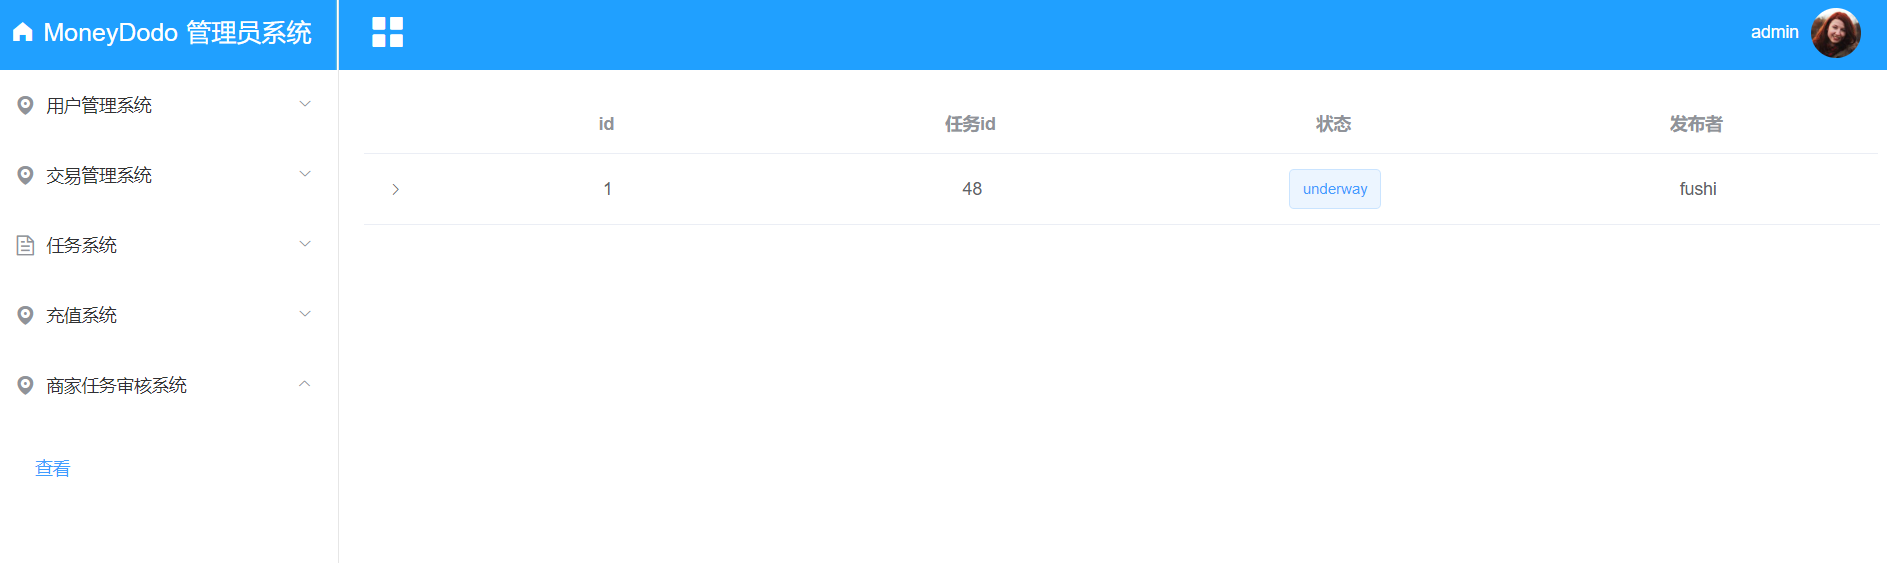 MoneyDodo 管理员系统
admin
用户管理系统
交易管理系统
任务系统
充值系统
商家任务审核系统
查看
id 任务id 状态 发布者
1 48 underway fushi